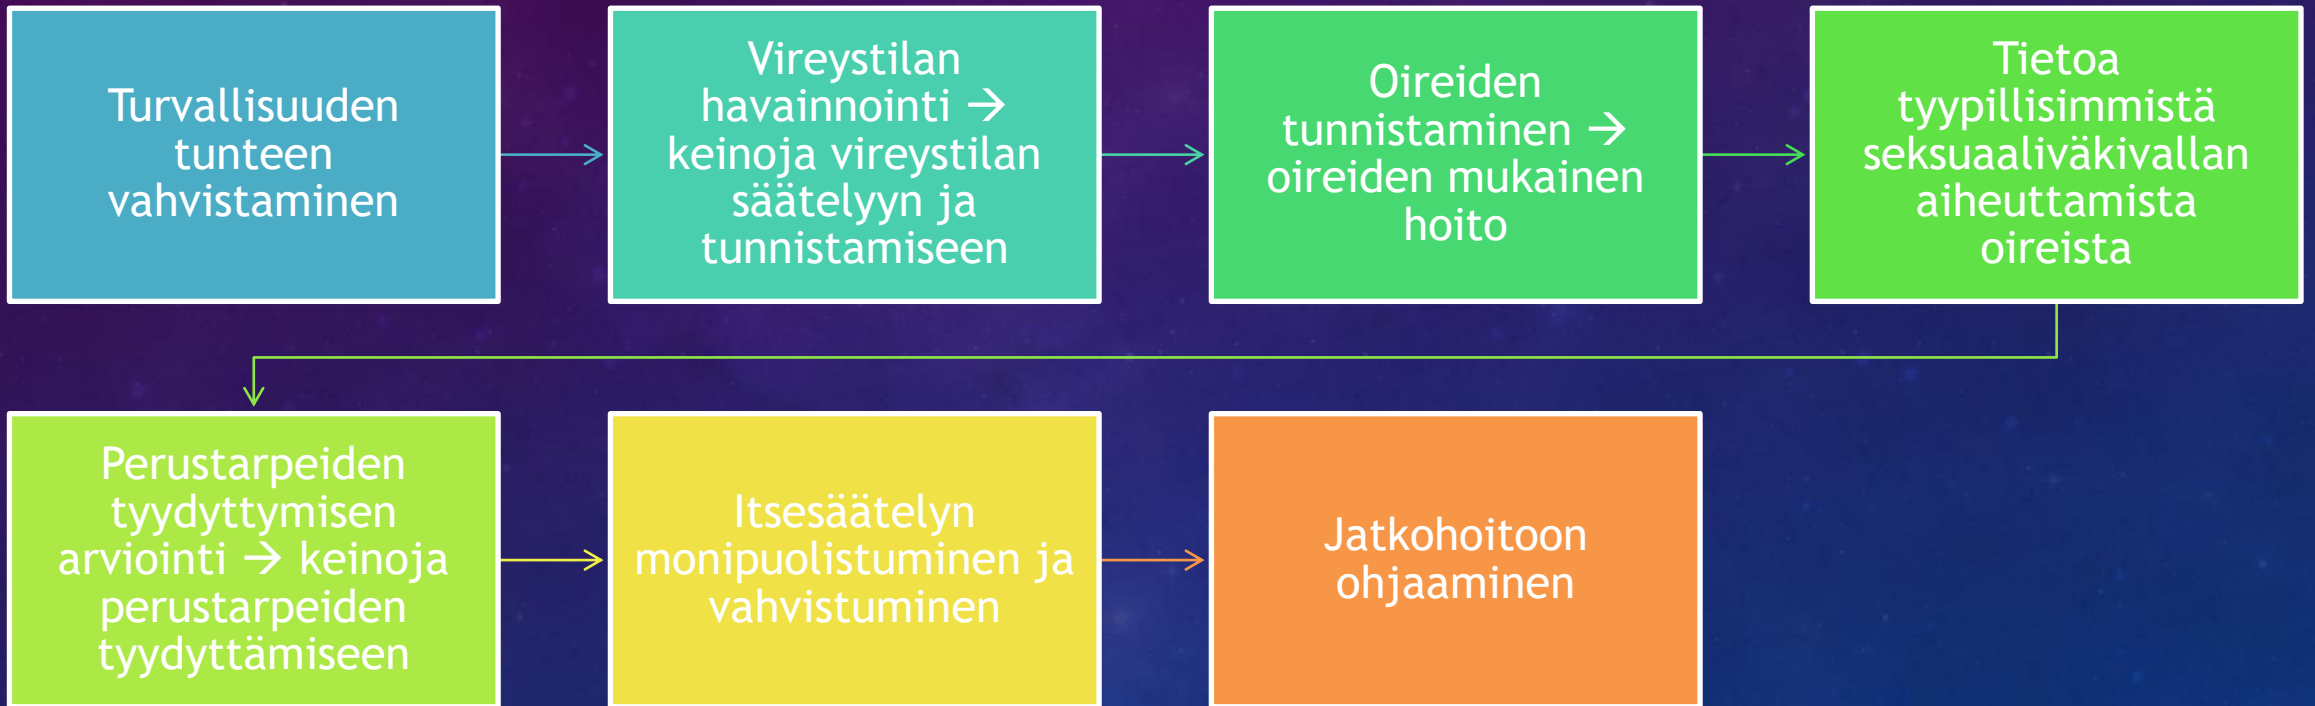 Turvallisuuden
tunteen
vahvistaminen
Vireystilan
havainnointi →
keinoja vireystilan
säätelyyn ja
tunnistamiseen
Oireiden
tunnistaminen →
oireiden mukainen
hoito
Tietoa
tyypillisimmistä
seksuaaliväkivallan
aiheuttamista
oireista
Perustarpeiden
tyydyttymisen
arviointi → keinoja
perustarpeiden
tyydyttämiseen
Itsesäätelyn
monipuolistuminen ja
vahvistuminen
Jatkohoitoon
ohjaaminen